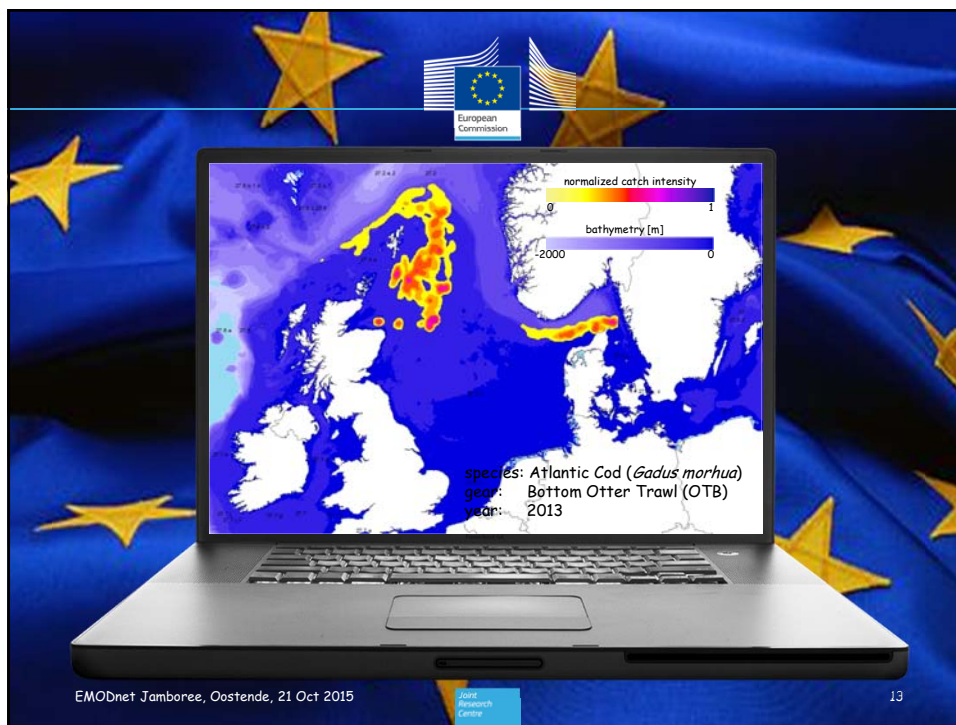 European
Commission
normalized catch intensity
0 1
bathymetry [m]
-2000 0
species: Atlantic Cod (Gadus morhua)
gear: Bottom Otter Trawl (OTB)
year: 2013
EMODnet Jamboree, Oostende, 21 Oct 2015
Joint
Research
Centre
13